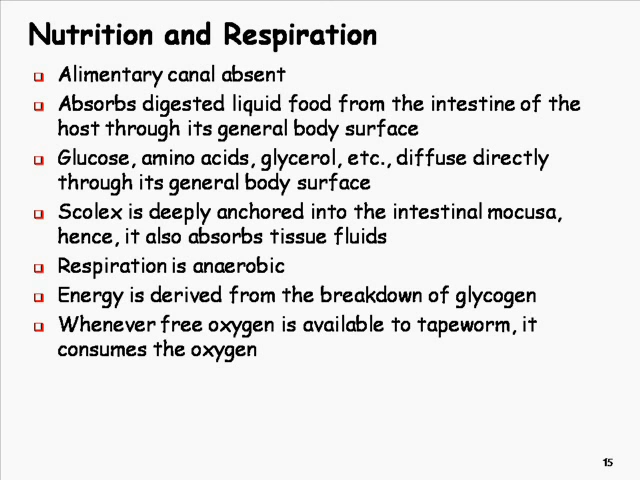 Nutrition and Respiration
Alimentary canal absent
Absorbs digested liquid food from the intestine of the
host through its general body surface
Glucose, amino acids, glycerol, etc., diffuse directly
through its general body surface
Scolex is deeply anchored into the intestinal mocusa,
hence, it also absorbs tissue fluids
Respiration is anaerobic
Energy is derived from the breakdown of glycogen
Whenever free oxygen is available to tapeworm, it
consumes the oxygen
15